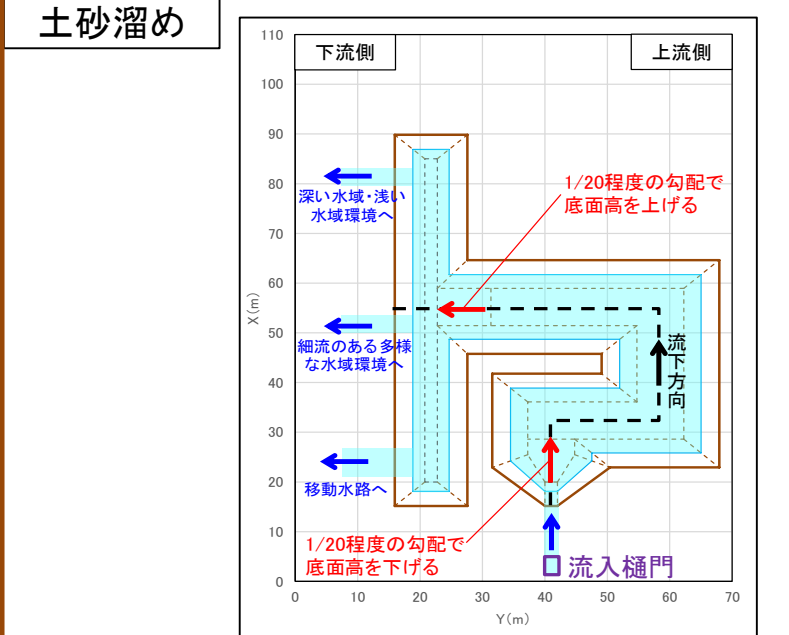 土砂溜め
下流側
上流側
110
100
90
80
70
60
50
40
30
20
10
0
X(m)
1/20程度の勾配で
底面高を上げる
深い水域・浅い
水域環境へ
細流のある多様
な水域環境へ
流下方向
移動水路へ
1/20程度の勾配で
底面高を下げる
流入樋門
0 10 20 30 40 50 60 70
Y(m)